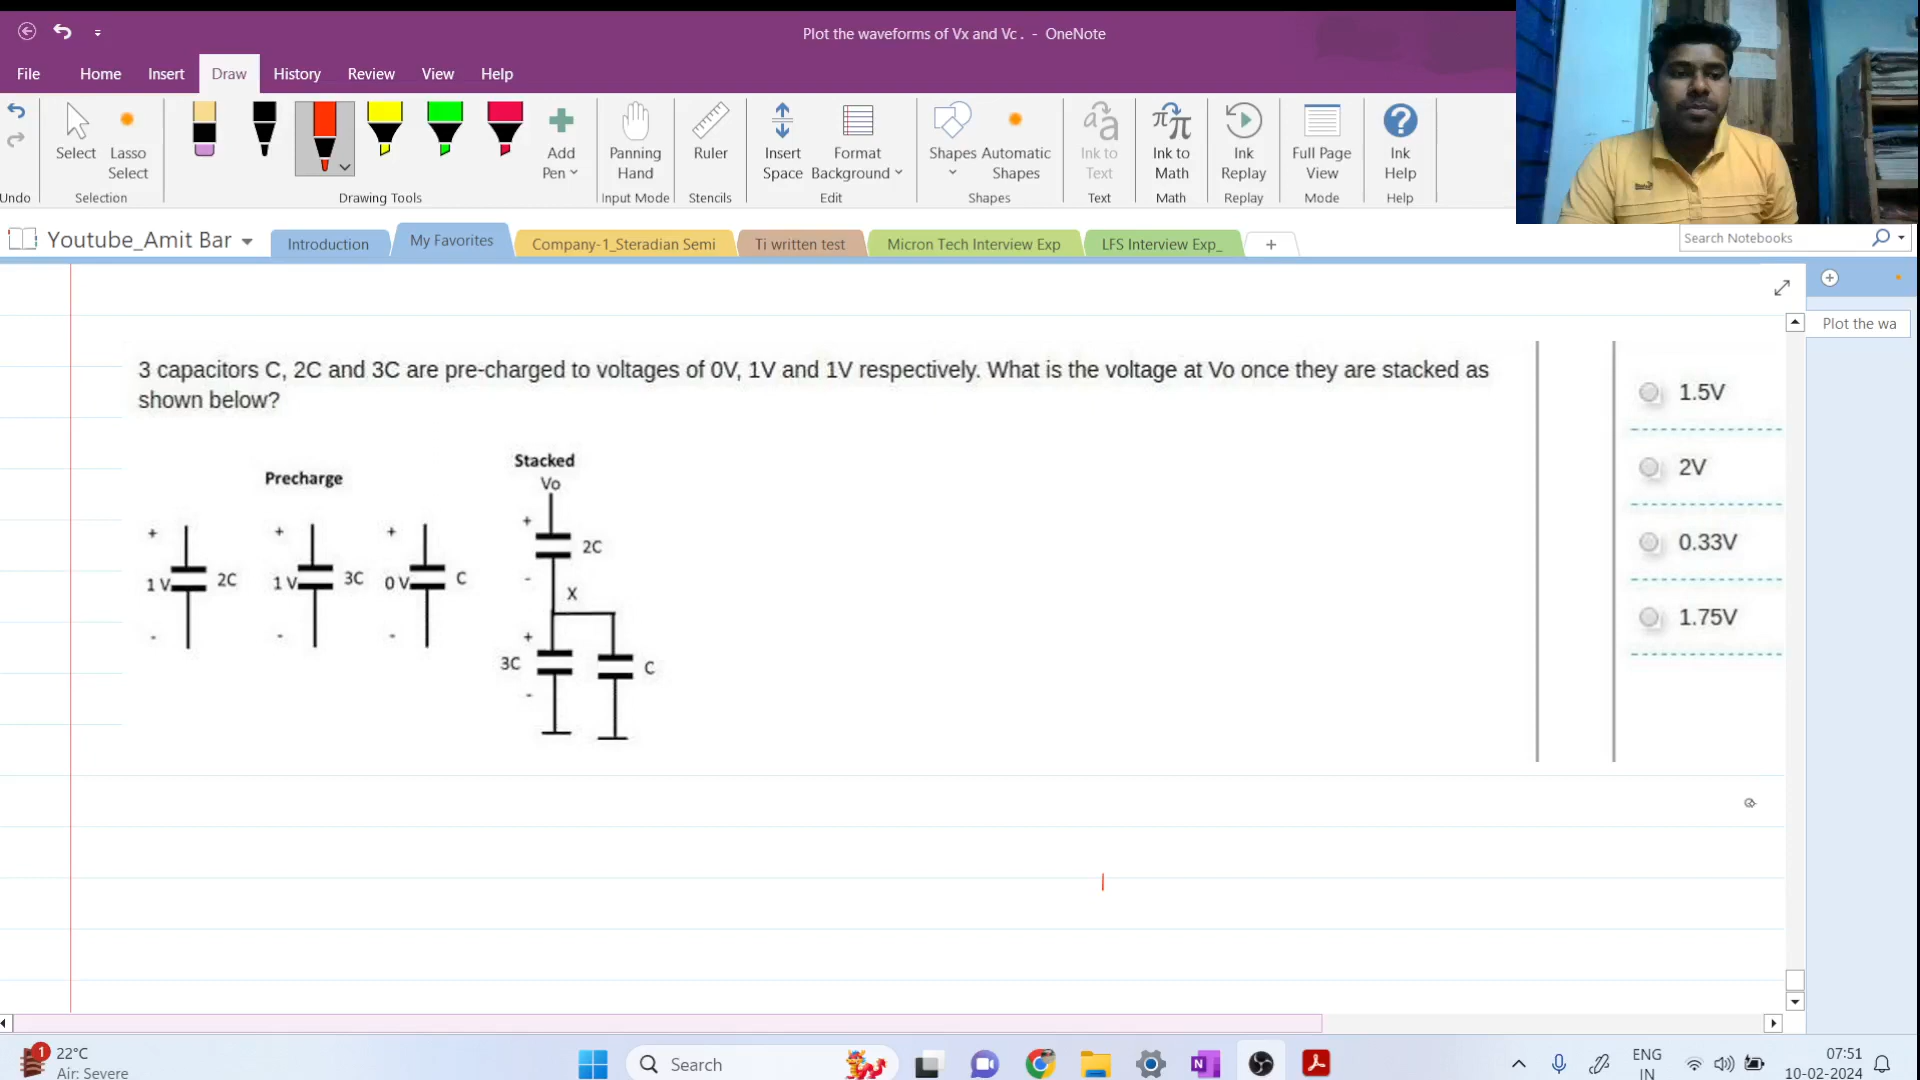 Plot the waveforms of Vx and Vc . - OneNote
File Home Insert Draw History Review View Help
Select
Lasso Select
Add Pen
Panning Hand
Ruler
Insert Space
Format Background
Shapes
Automatic Shapes
Ink to Text
Ink to Math
Ink Replay
Full Page View
Ink Help
Undo Selection Drawing Tools Input Mode Stencils Edit Shapes Text Math Replay Mode Help
Youtube_Amit Bar
Introduction My Favorites Company-1_Steradian Semi Ti written test Micron Tech Interview Exp LFS Interview Exp_ +
Search Notebooks
Plot the wa
3 capacitors C, 2C and 3C are pre-charged to voltages of 0V, 1V and 1V respectively. What is the voltage at Vo once they are stacked as
shown below?
Precharge
+ + +
1 V 2C 1 V 3C 0 V C
- - -
Stacked
Vo
+
2C
-
X
+
3C C
-
1.5V
2V
0.33V
1.75V
1
22°C
Air: Severe
Search
ENG
IN
07:51
10-02-2024